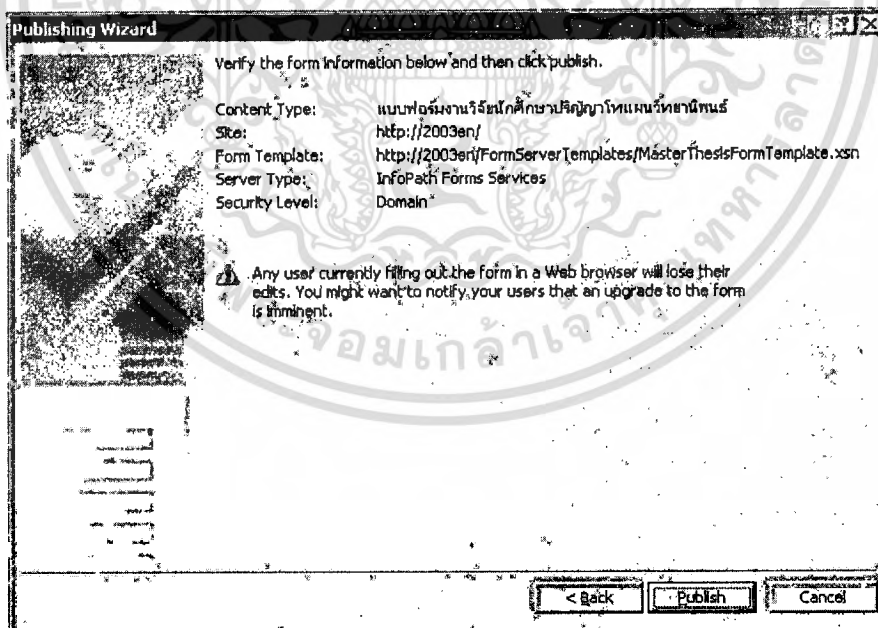 Publishing Wizard
Verify the form information below and then click publish.
Content Type: แบบฟอร์มงานวิจัยนักศึกษาปริญญาโทแผนวิทยานิพนธ์
Site: http://2003en/
Form Template: http://2003en/FormServerTemplates/MasterThesisFormTemplate.xsn
Server Type: InfoPath Forms Services
Security Level: Domain
Any user currently filling out the form in a Web browser will lose their
edits. You might want to notify your users that an upgrade to the form
is imminent.
< Back Publish Cancel